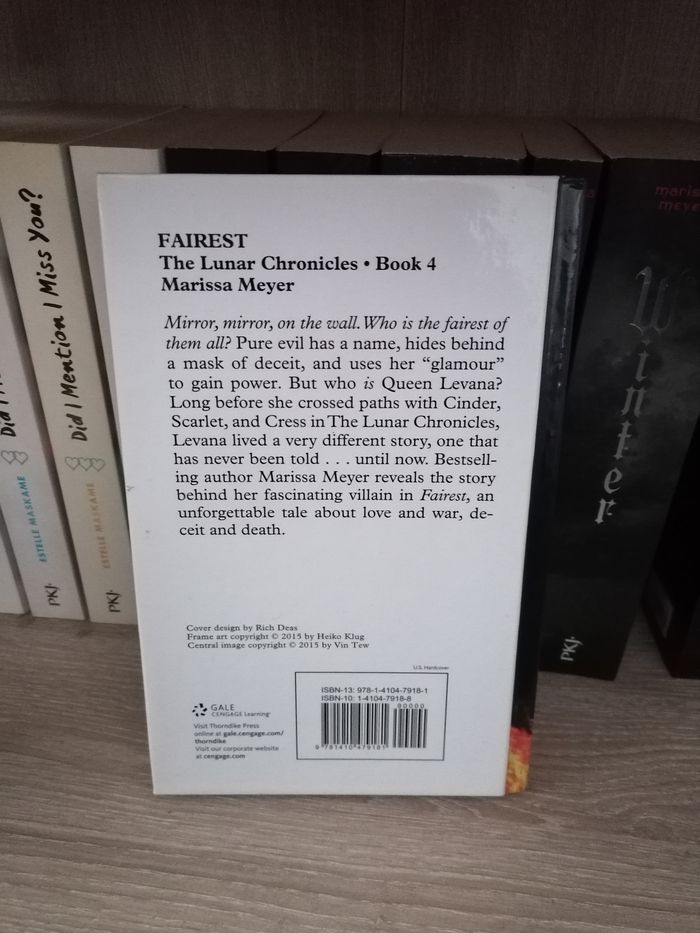 FAIREST
The Lunar Chronicles • Book 4
Marissa Meyer
Mirror, mirror, on the wall. Who is the fairest of
them all? Pure evil has a name, hides behind
a mask of deceit, and uses her “glamour”
to gain power. But who is Queen Levana?
Long before she crossed paths with Cinder,
Scarlet, and Cress in The Lunar Chronicles,
Levana lived a very different story, one that
has never been told . . . until now. Bestsell-
ing author Marissa Meyer reveals the story
behind her fascinating villain in Fairest, an
unforgettable tale about love and war, de-
ceit and death.
Cover design by Rich Deas
Frame art copyright © 2015 by Heiko Klug
Central image copyright © 2015 by Vin Tew
U.S. Hardcover
ISBN-13: 978-1-4104-7918-1
ISBN-10: 1-4104-7918-8
90000
9 781410 479181
GALE
CENGAGE Learning
Visit Thorndike Press
online at gale.cengage.com/
thorndike
Visit our corporate website
at cengage.com
Did I
ESTELLE MASKAME
PKJ
Did I Mention I Miss You?
ESTELLE MASKAME
PKJ
maris
meye
Winter
PKJ